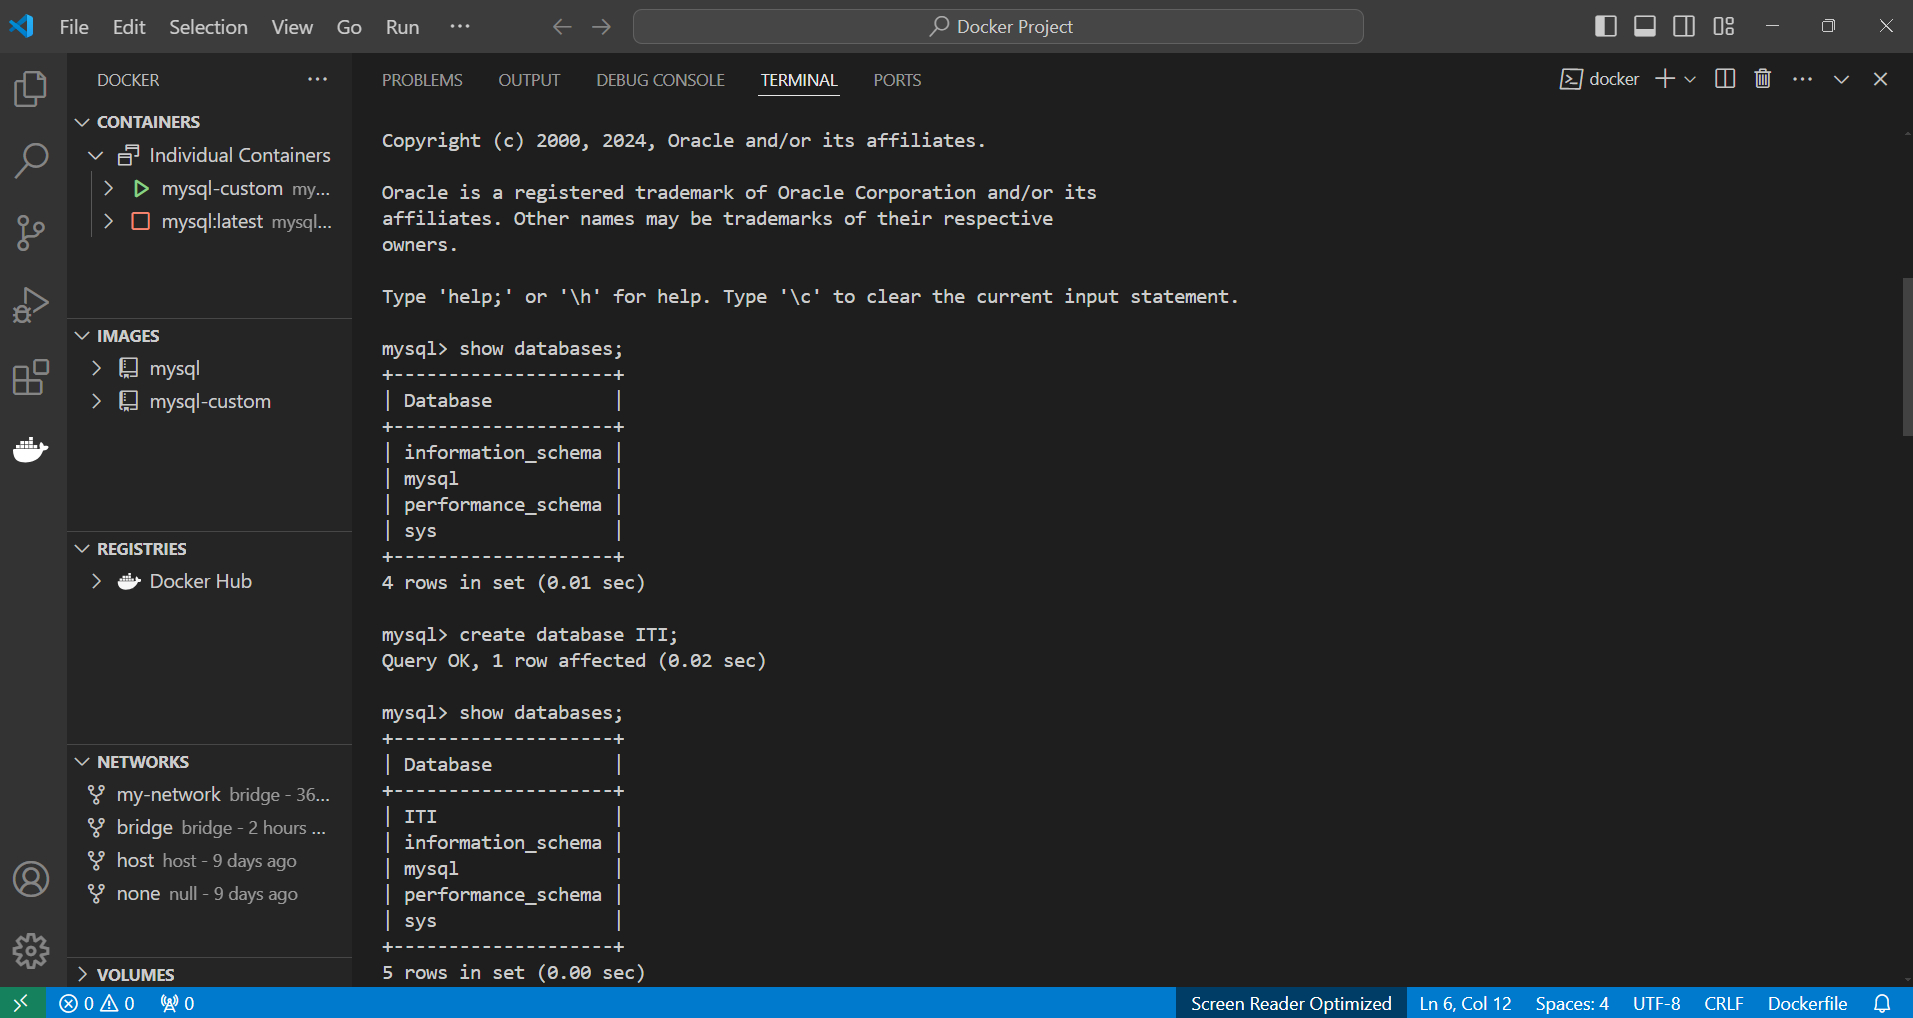 File Edit Selection View Go Run ···
Docker Project
DOCKER
CONTAINERS
Individual Containers
mysql-custom my...
mysql:latest mysql...
IMAGES
mysql
mysql-custom
REGISTRIES
Docker Hub
NETWORKS
my-network bridge - 36...
bridge bridge - 2 hours ...
host host - 9 days ago
none null - 9 days ago
VOLUMES
PROBLEMS OUTPUT DEBUG CONSOLE TERMINAL PORTS
docker
Copyright (c) 2000, 2024, Oracle and/or its affiliates.
Oracle is a registered trademark of Oracle Corporation and/or its
affiliates. Other names may be trademarks of their respective
owners.
Type 'help;' or '\h' for help. Type '\c' to clear the current input statement.
mysql> show databases;
+--------------------+
| Database           |
+--------------------+
| information_schema |
| mysql              |
| performance_schema |
| sys                |
+--------------------+
4 rows in set (0.01 sec)
mysql> create database ITI;
Query OK, 1 row affected (0.02 sec)
mysql> show databases;
+--------------------+
| Database           |
+--------------------+
| ITI                |
| information_schema |
| mysql              |
| performance_schema |
| sys                |
+--------------------+
5 rows in set (0.00 sec)
0 0 0
Screen Reader Optimized Ln 6, Col 12 Spaces: 4 UTF-8 CRLF Dockerfile